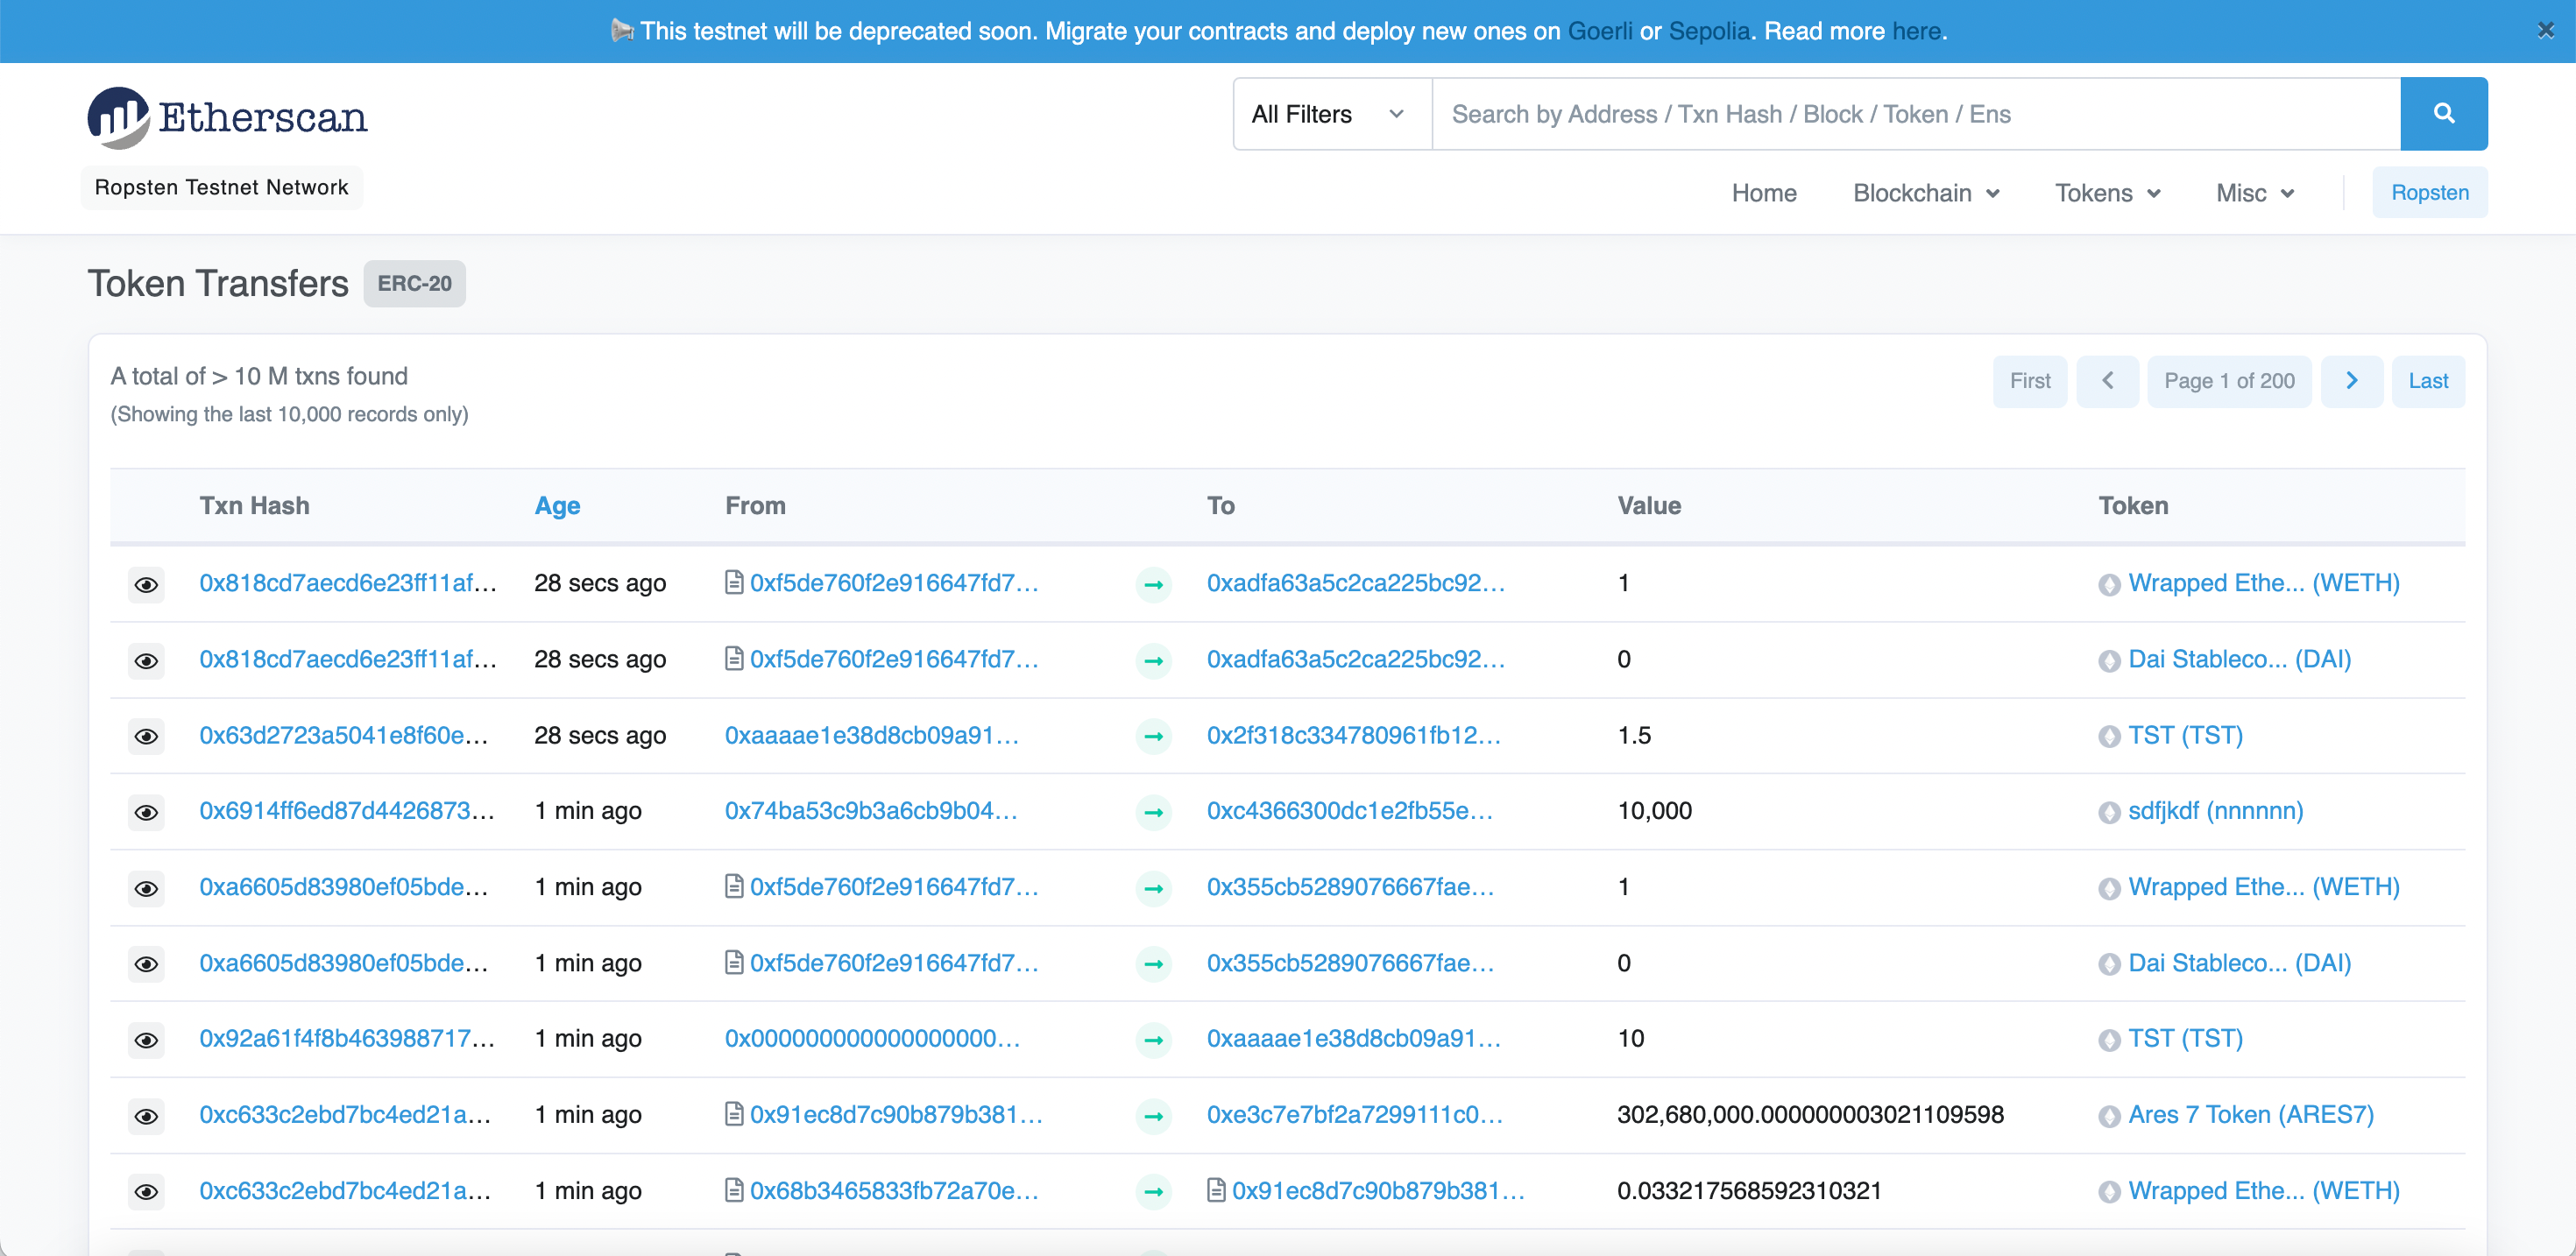 This testnet will be deprecated soon. Migrate your contracts and deploy new ones on Goerli or Sepolia. Read more here.
Etherscan
All Filters
Search by Address / Txn Hash / Block / Token / Ens
Ropsten Testnet Network
Home Blockchain Tokens Misc Ropsten
Token Transfers ERC-20
A total of > 10 M txns found
(Showing the last 10,000 records only)
First Page 1 of 200 Last
Txn Hash Age From To Value Token
0x818cd7aecd6e23ff11af... 28 secs ago 0xf5de760f2e916647fd7... 0xadfa63a5c2ca225bc92... 1 Wrapped Ethe... (WETH)
0x818cd7aecd6e23ff11af... 28 secs ago 0xf5de760f2e916647fd7... 0xadfa63a5c2ca225bc92... 0 Dai Stableco... (DAI)
0x63d2723a5041e8f60e... 28 secs ago 0xaaaae1e38d8cb09a91... 0x2f318c334780961fb12... 1.5 TST (TST)
0x6914ff6ed87d4426873... 1 min ago 0x74ba53c9b3a6cb9b04... 0xc4366300dc1e2fb55e... 10,000 sdfjkdf (nnnnnn)
0xa6605d83980ef05bde... 1 min ago 0xf5de760f2e916647fd7... 0x355cb5289076667fae... 1 Wrapped Ethe... (WETH)
0xa6605d83980ef05bde... 1 min ago 0xf5de760f2e916647fd7... 0x355cb5289076667fae... 0 Dai Stableco... (DAI)
0x92a61f4f8b463988717... 1 min ago 0x000000000000000000... 0xaaaae1e38d8cb09a91... 10 TST (TST)
0xc633c2ebd7bc4ed21a... 1 min ago 0x91ec8d7c90b879b381... 0xe3c7e7bf2a7299111c0... 302,680,000.000000003021109598 Ares 7 Token (ARES7)
0xc633c2ebd7bc4ed21a... 1 min ago 0x68b3465833fb72a70e... 0x91ec8d7c90b879b381... 0.033217568592310321 Wrapped Ethe... (WETH)